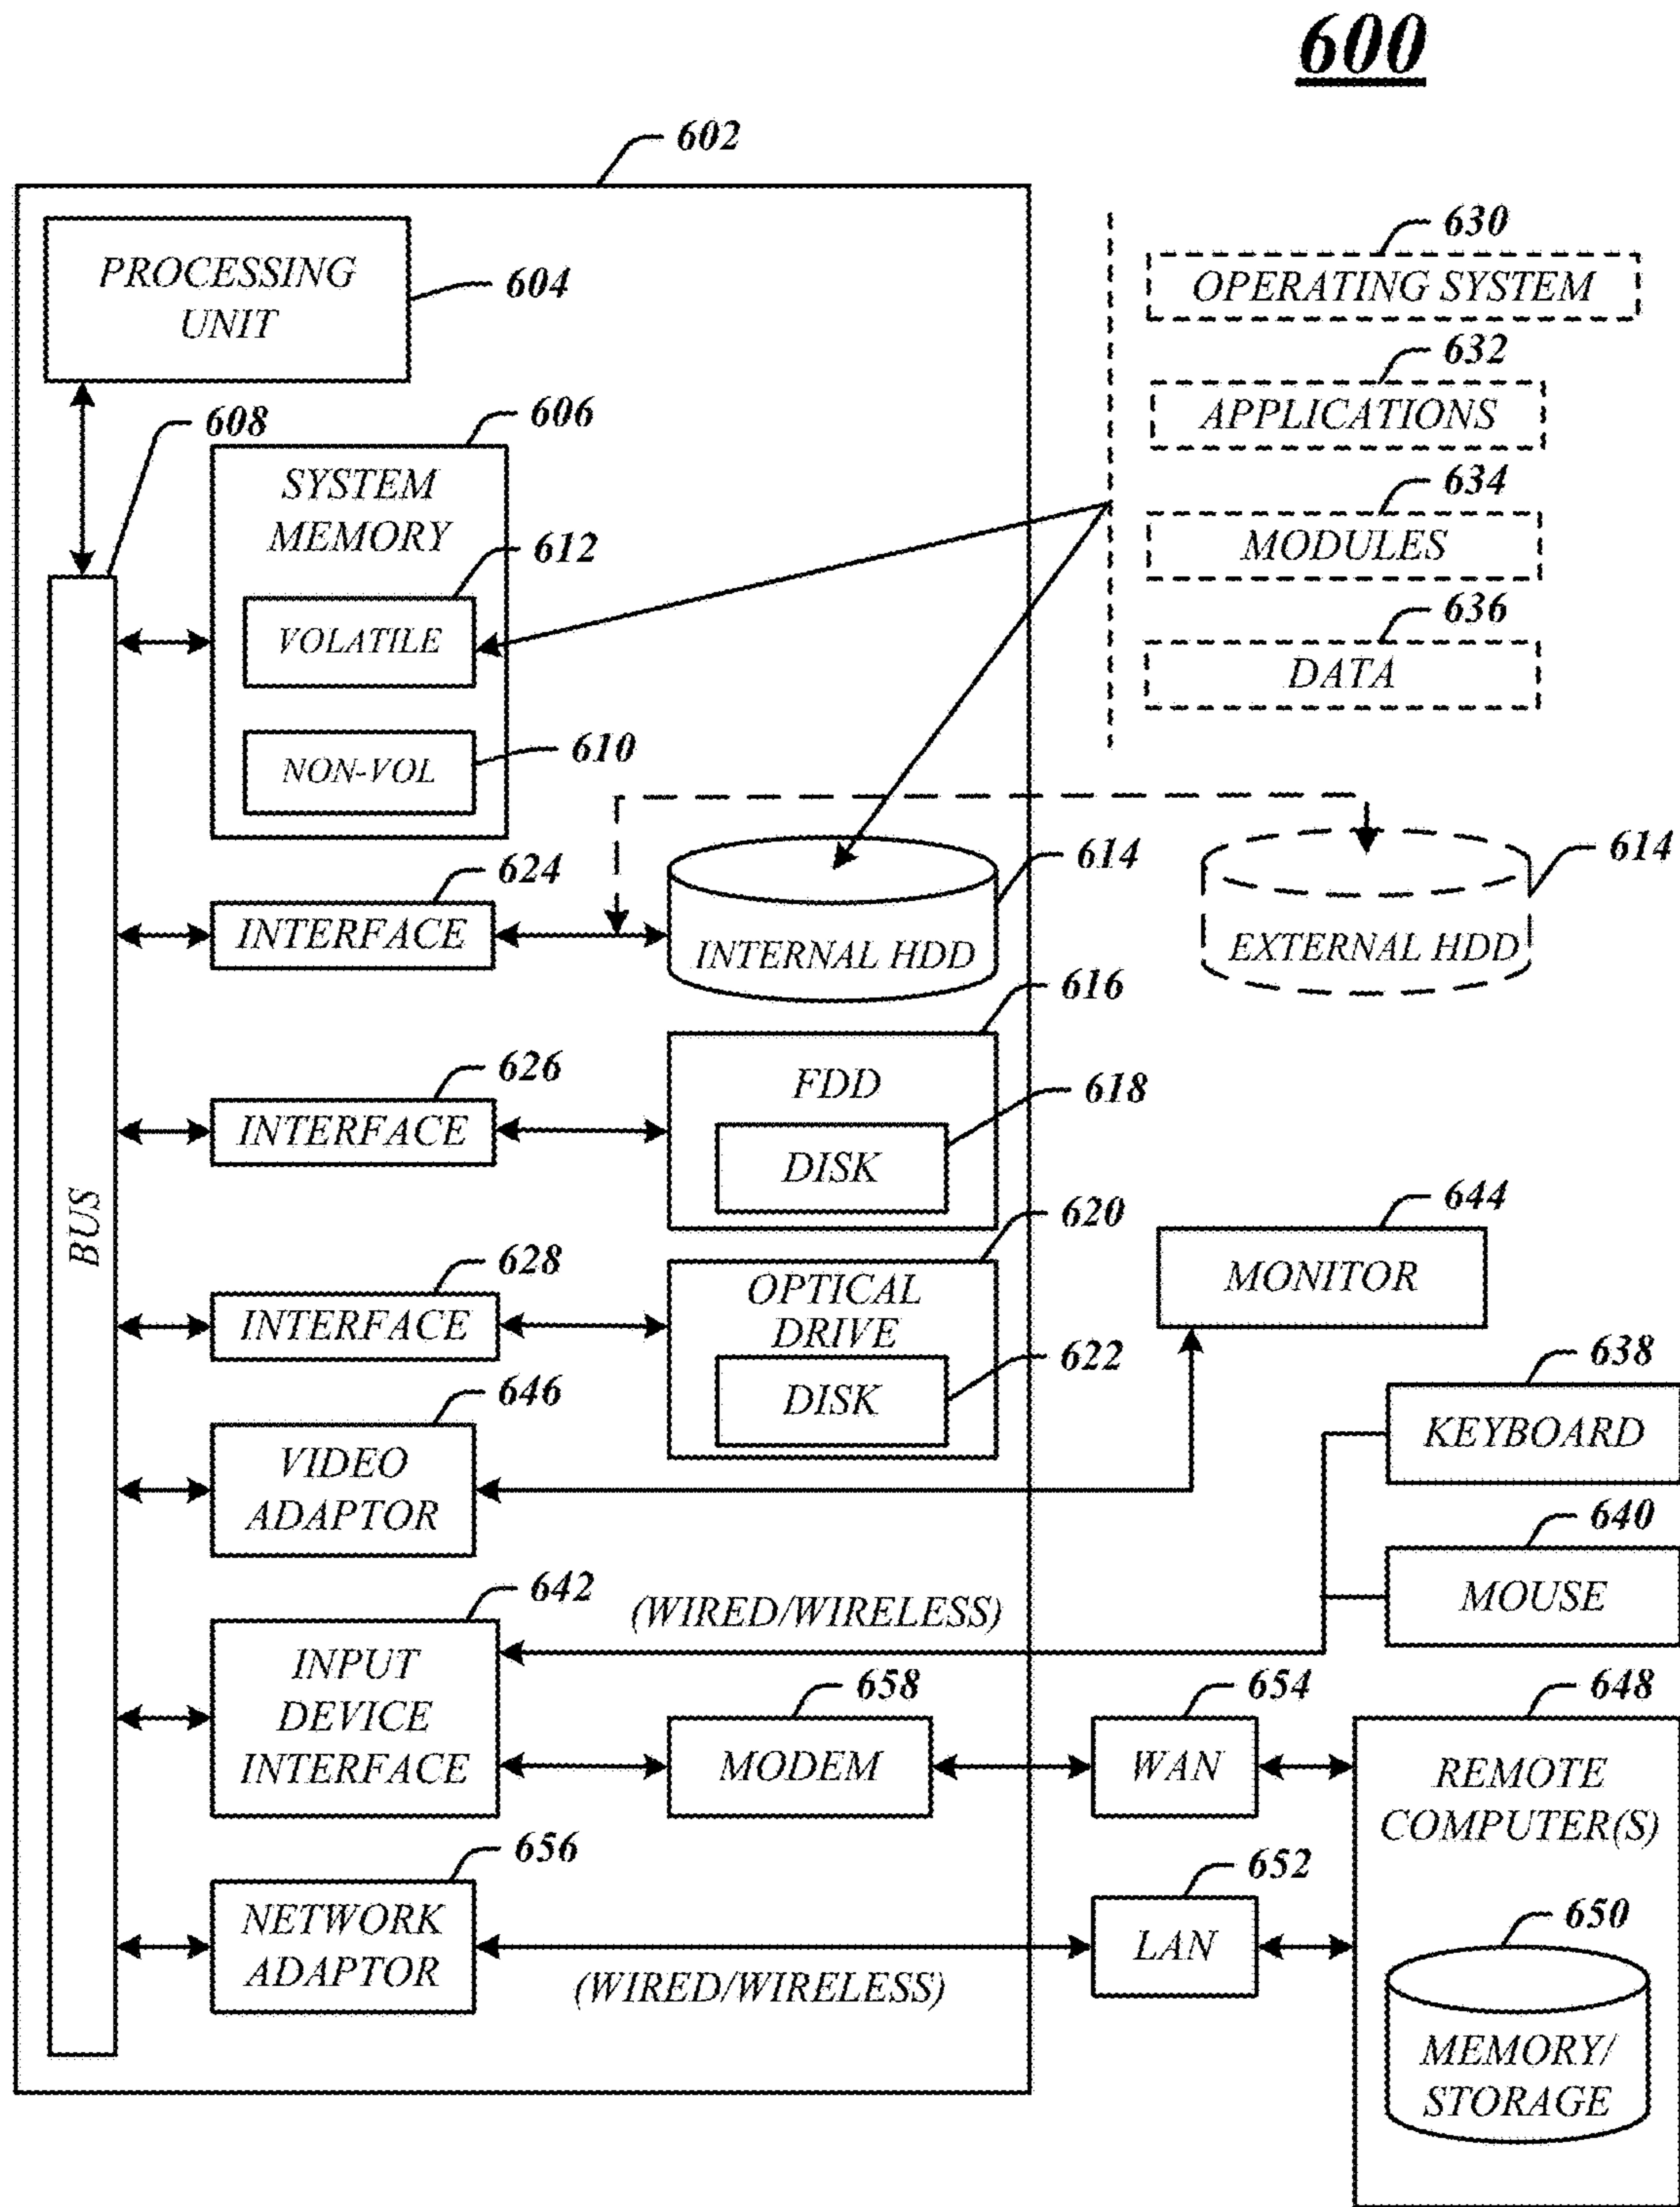 600
602
PROCESSING
UNIT
604
630
OPERATING SYSTEM
632
APPLICATIONS
634
MODULES
636
DATA
608
606
SYSTEM
MEMORY
612
VOLATILE
610
NON-VOL
624
INTERFACE
614
INTERNAL HDD
614
EXTERNAL HDD
616
626
INTERFACE
FDD
618
DISK
BUS
620
628
INTERFACE
OPTICAL
DRIVE
622
DISK
644
MONITOR
638
KEYBOARD
646
VIDEO
ADAPTOR
640
MOUSE
642
(WIRED/WIRELESS)
INPUT
DEVICE
INTERFACE
658
MODEM
654
WAN
648
REMOTE
COMPUTER(S)
656
NETWORK
ADAPTOR
(WIRED/WIRELESS)
652
LAN
650
MEMORY/
STORAGE